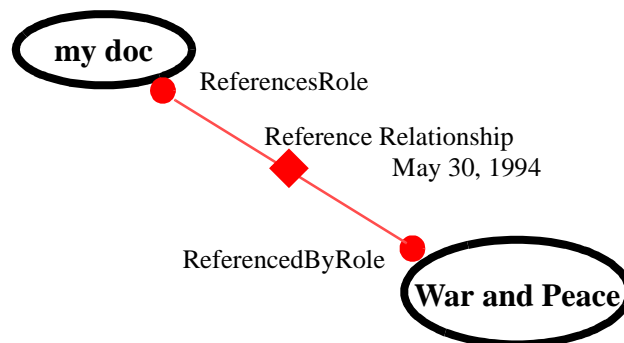 my doc
ReferencesRole
Reference Relationship
May 30, 1994
ReferencedByRole
War and Peace